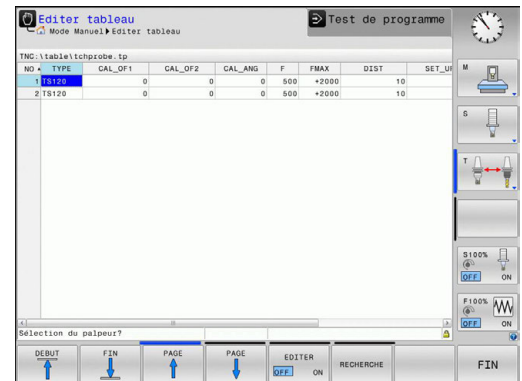 Editer tableau
Mode Manuel Editer tableau
Test de programme
TNC:\table\tchprobe.tp
NO TYPE CAL_OF1 CAL_OF2 CAL_ANG F FMAX DIST SET_UP
1 TS120 0 0 0 500 +2000 10
2 TS120 0 0 0 500 +2000 10
Sélection du palpeur?
M
S
T
S100%
OFF ON
F100%
OFF ON
DEBUT
FIN
PAGE
PAGE
EDITER
OFF ON
RECHERCHE
FIN